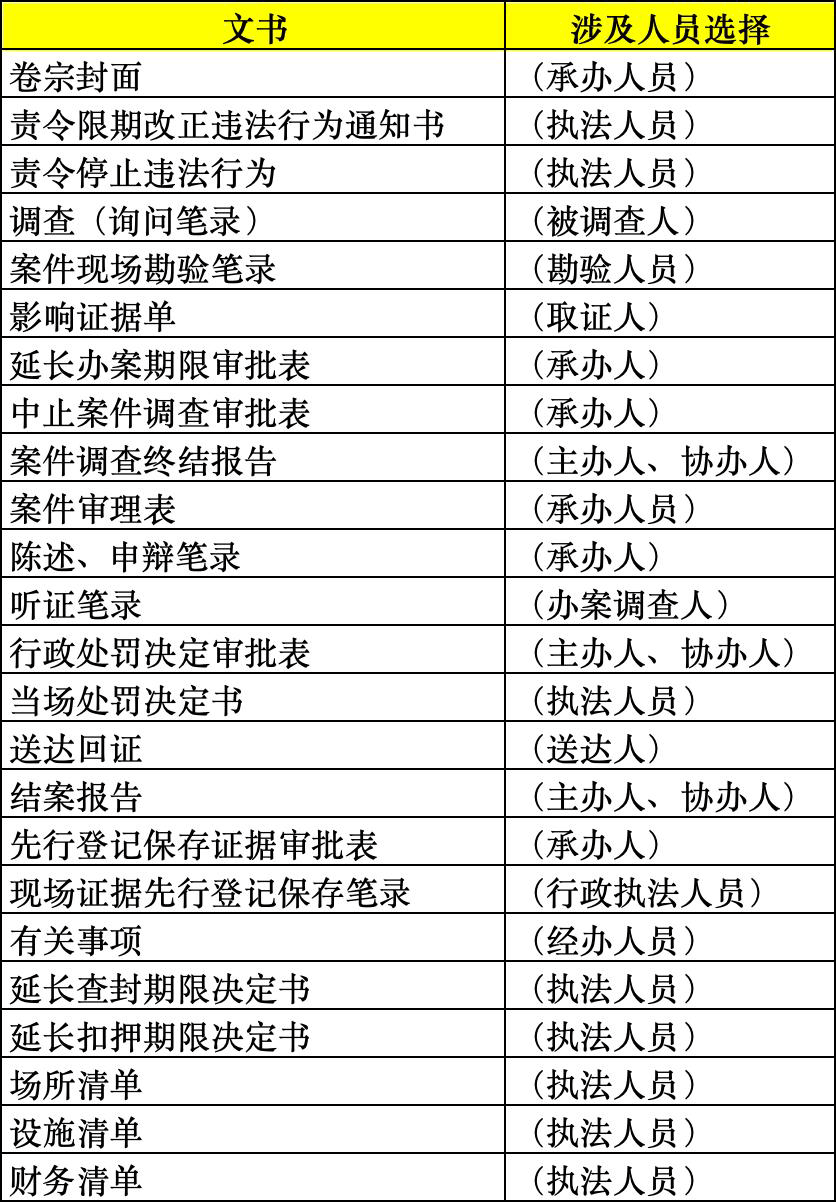 文书 涉及人员选择
卷宗封面 （承办人员）
责令限期改正违法行为通知书 （执法人员）
责令停止违法行为 （执法人员）
调查（询问笔录） （被调查人）
案件现场勘验笔录 （勘验人员）
影响证据单 （取证人）
延长办案期限审批表 （承办人）
中止案件调查审批表 （承办人）
案件调查终结报告 （主办人、协办人）
案件审理表 （承办人员）
陈述、申辩笔录 （承办人）
听证笔录 （办案调查人）
行政处罚决定审批表 （主办人、协办人）
当场处罚决定书 （执法人员）
送达回证 （送达人）
结案报告 （主办人、协办人）
先行登记保存证据审批表 （承办人）
现场证据先行登记保存笔录 （行政执法人员）
有关事项 （经办人员）
延长查封期限决定书 （执法人员）
延长扣押期限决定书 （执法人员）
场所清单 （执法人员）
设施清单 （执法人员）
财务清单 （执法人员）